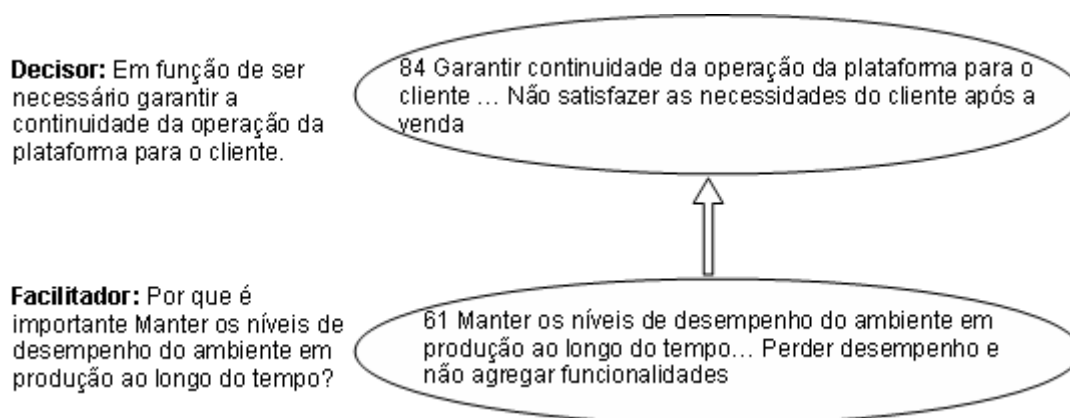 Decisor: Em função de ser
necessário garantir a
continuidade da operação da
plataforma para o cliente.
84 Garantir continuidade da operação da plataforma para o
cliente ... Não satisfazer as necessidades do cliente após a
venda
Facilitador: Por que é
importante Manter os níveis de
desempenho do ambiente em
produção ao longo do tempo?
61 Manter os níveis de desempenho do ambiente em
produção ao longo do tempo... Perder desempenho e
não agregar funcionalidades